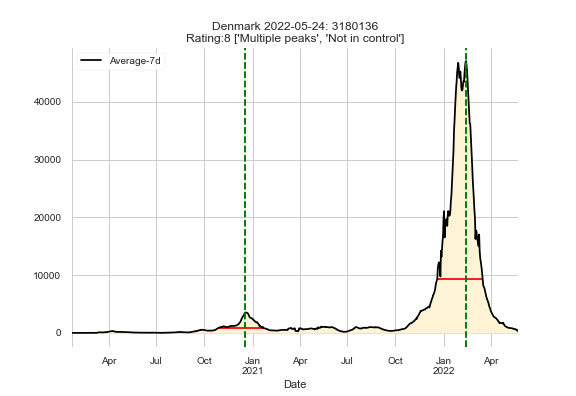 Denmark 2022-05-24: 3180136
Rating:8 ['Multiple peaks', 'Not in control']
Average-7d
40000
30000
20000
10000
0
Apr Jul Oct Jan Apr Jul Oct Jan Apr
2021 2022
Date